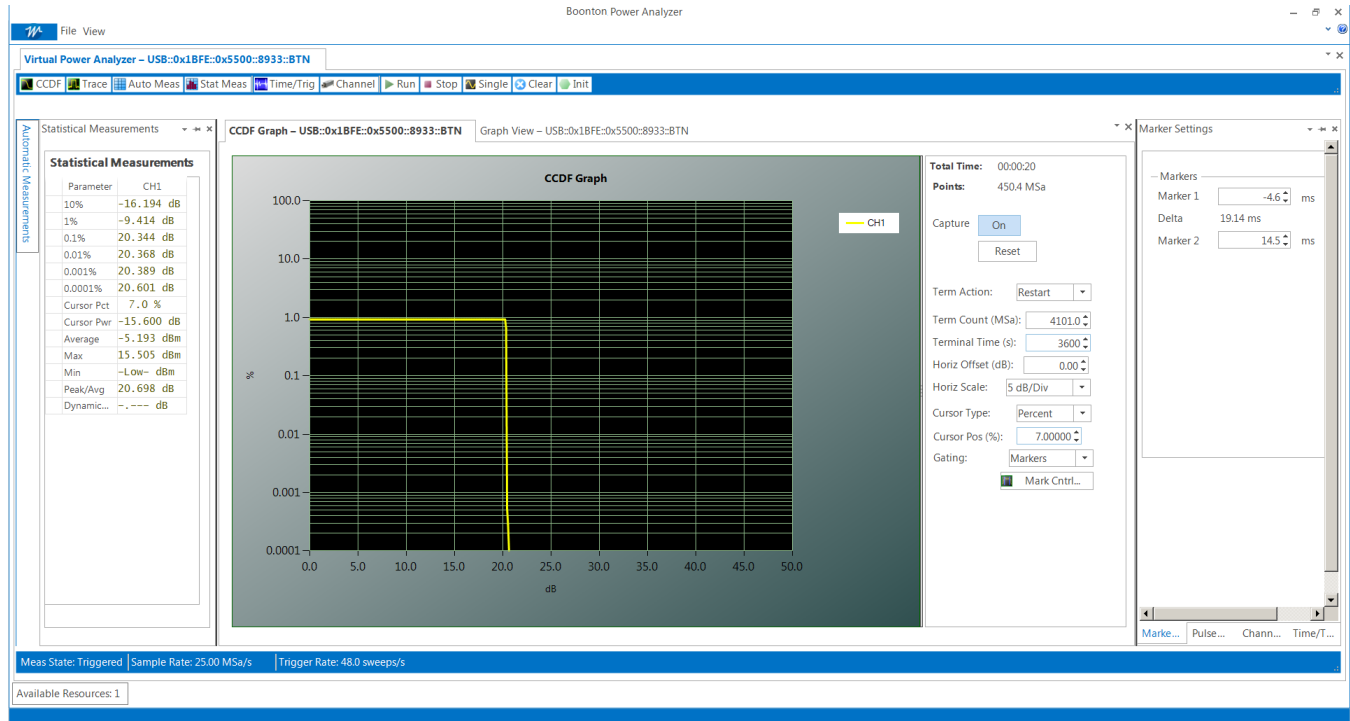 Boonton Power Analyzer
File View
Virtual Power Analyzer – USB::0x1BFE::0x5500::8933::BTN
CCDF Trace Auto Meas Stat Meas Time/Trig Channel Run Stop Single Clear Init
Automatic Measurements
Statistical Measurements
Statistical Measurements
Parameter CH1
10% -16.194 dB
1% -9.414 dB
0.1% 20.344 dB
0.01% 20.368 dB
0.001% 20.389 dB
0.0001% 20.601 dB
Cursor Pct 7.0 %
Cursor Pwr -15.600 dB
Average -5.193 dBm
Max 15.505 dBm
Min -Low- dBm
Peak/Avg 20.698 dB
Dynamic... -.--- dB
CCDF Graph – USB::0x1BFE::0x5500::8933::BTN Graph View – USB::0x1BFE::0x5500::8933::BTN
CCDF Graph
100.0
10.0
1.0
0.1
0.01
0.001
0.0001
%
0.0 5.0 10.0 15.0 20.0 25.0 30.0 35.0 40.0 45.0 50.0
dB
CH1
Total Time: 00:00:20
Points: 450.4 MSa
Capture On
Reset
Term Action: Restart
Term Count (MSa): 4101.0
Terminal Time (s): 3600
Horiz Offset (dB): 0.00
Horiz Scale: 5 dB/Div
Cursor Type: Percent
Cursor Pos (%): 7.00000
Gating: Markers
Mark Cntrl...
Marker Settings
Markers
Marker 1 -4.6 ms
Delta 19.14 ms
Marker 2 14.5 ms
Marke... Pulse... Chann... Time/T...
Meas State: Triggered Sample Rate: 25.00 MSa/s Trigger Rate: 48.0 sweeps/s
Available Resources: 1